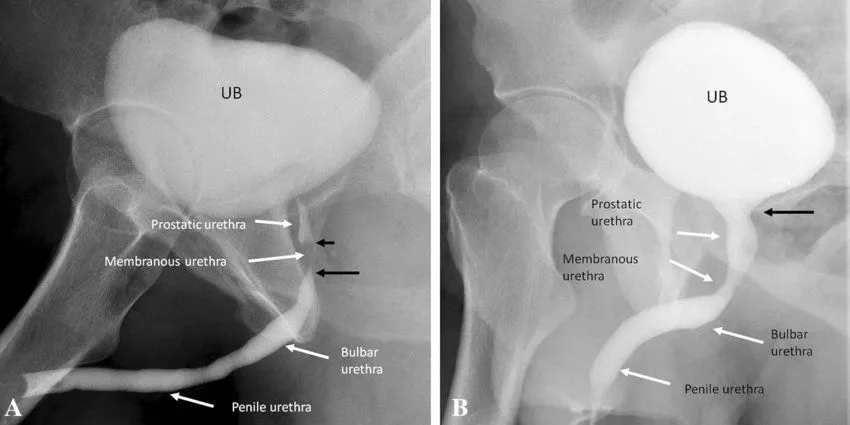 UB
Prostatic urethra
Membranous urethra
Bulbar
urethra
Penile urethra
A
UB
Prostatic
urethra
Membranous
urethra
Bulbar
urethra
Penile urethra
B